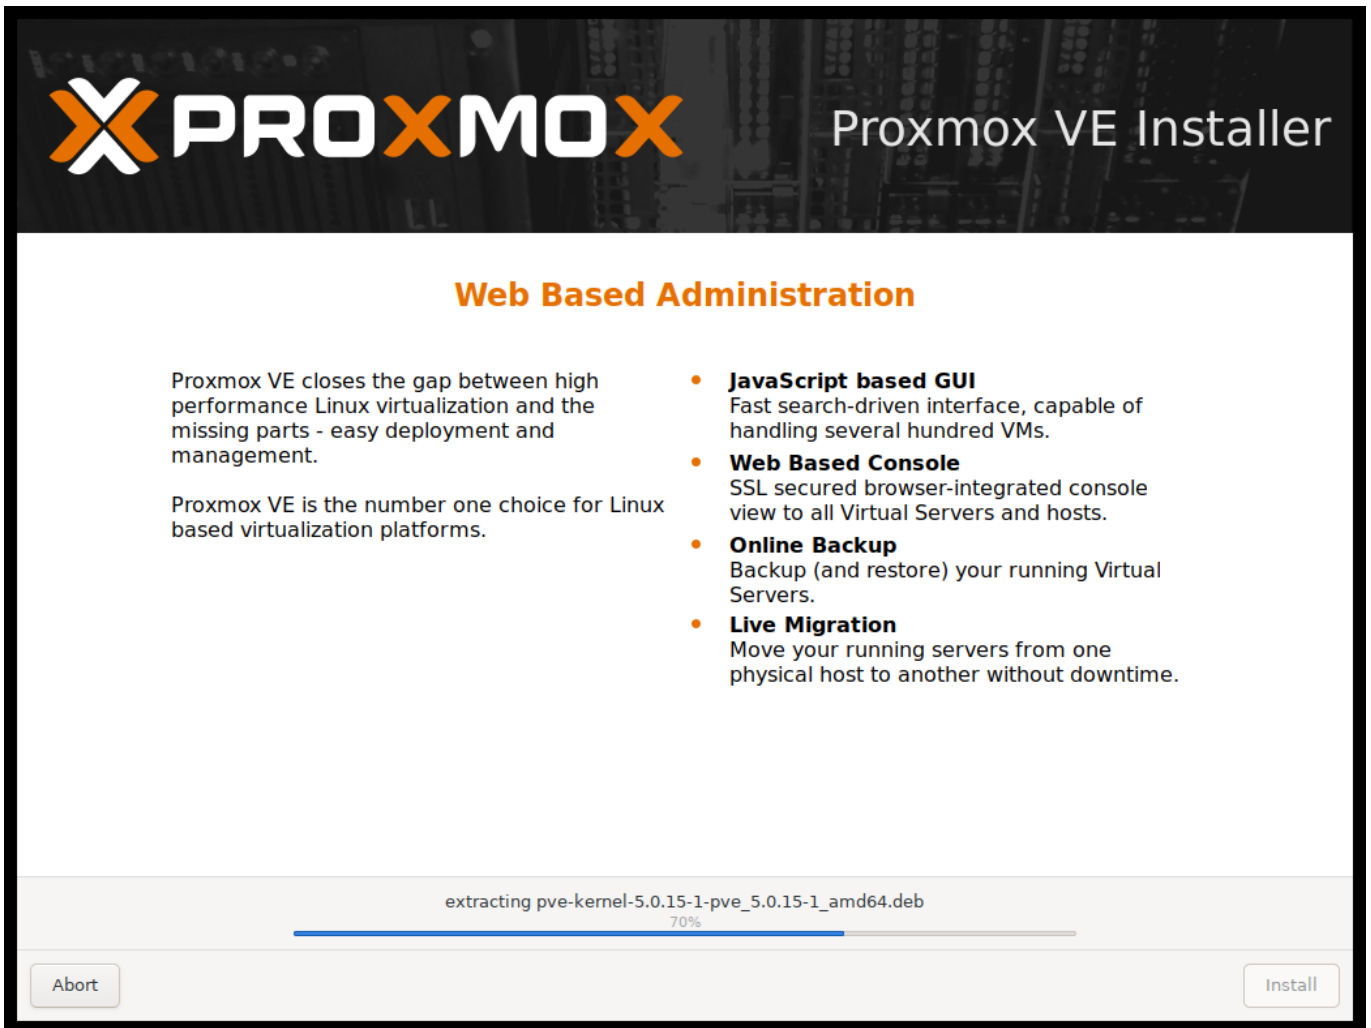 PROXMOX
Proxmox VE Installer
Web Based Administration
Proxmox VE closes the gap between high
performance Linux virtualization and the
missing parts - easy deployment and
management.
Proxmox VE is the number one choice for Linux
based virtualization platforms.
JavaScript based GUI
Fast search-driven interface, capable of
handling several hundred VMs.
Web Based Console
SSL secured browser-integrated console
view to all Virtual Servers and hosts.
Online Backup
Backup (and restore) your running Virtual
Servers.
Live Migration
Move your running servers from one
physical host to another without downtime.
extracting pve-kernel-5.0.15-1-pve_5.0.15-1_amd64.deb
70%
Abort
Install